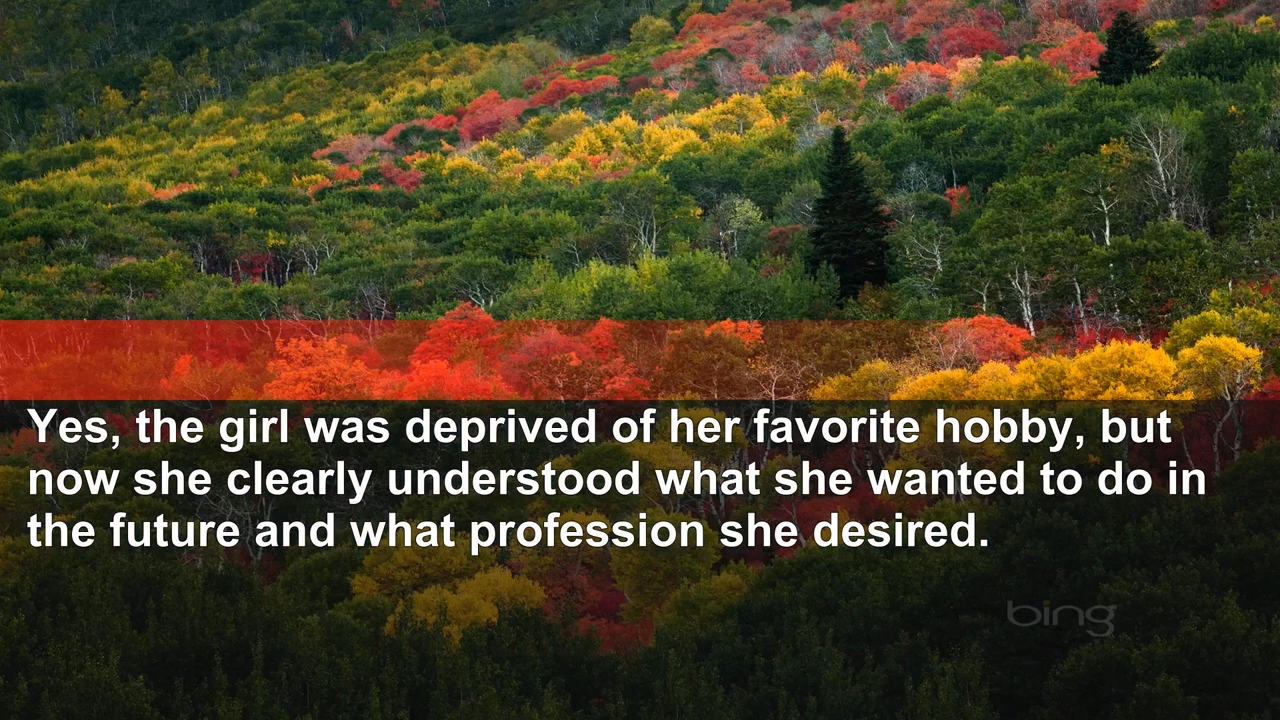 Yes, the girl was deprived of her favorite hobby, but
now she clearly understood what she wanted to do in
the future and what profession she desired.
bing